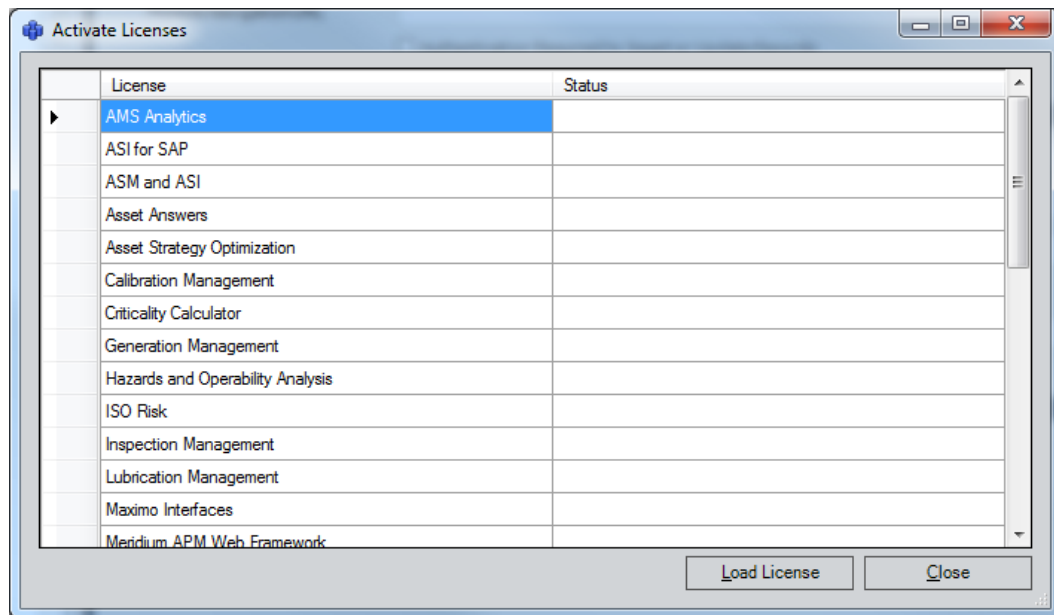 Activate Licenses
License Status
AMS Analytics
ASI for SAP
ASM and ASI
Asset Answers
Asset Strategy Optimization
Calibration Management
Criticality Calculator
Generation Management
Hazards and Operability Analysis
ISO Risk
Inspection Management
Lubrication Management
Maximo Interfaces
Meridium APM Web Framework
Load License Close